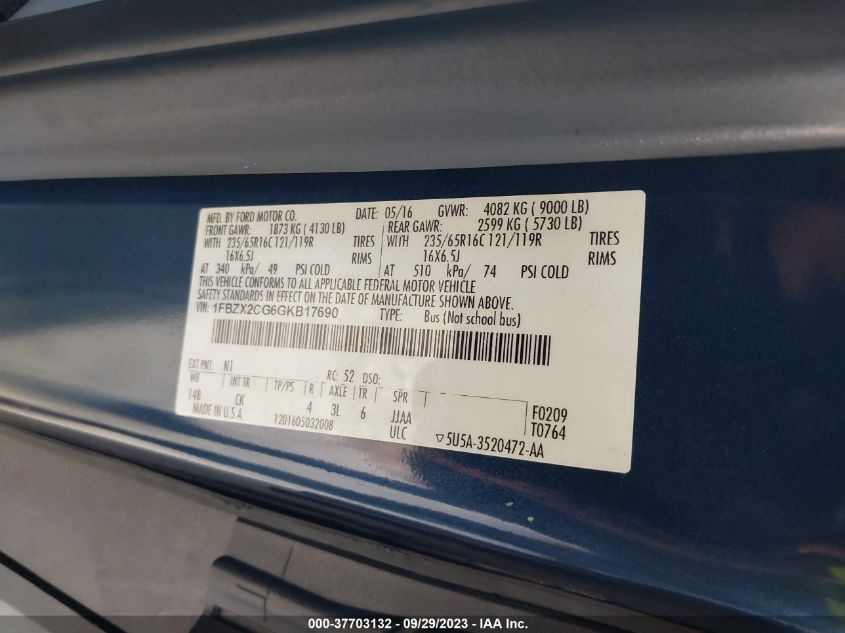 MFD. BY FORD MOTOR CO. DATE: 05/16 GVWR: 4082 KG ( 9000 LB)
FRONT GAWR: 1873 KG ( 4130 LB) REAR GAWR: 2599 KG ( 5730 LB)
WITH 235/65R16C 121/119R TIRES WITH 235/65R16C 121/119R TIRES
16X6.5J RIMS 16X6.5J RIMS
AT 340 kPa/ 49 PSI COLD AT 510 kPa/ 74 PSI COLD
THIS VEHICLE CONFORMS TO ALL APPLICABLE FEDERAL MOTOR VEHICLE
SAFETY STANDARDS IN EFFECT ON THE DATE OF MANUFACTURE SHOWN ABOVE.
VIN: 1FBZX2CG6GKB17690 TYPE: Bus (Not school bus)
EXT PNT: N1 RC: 52 DSO:
WB INT TR. TP/PS R AXLE TR SPR
148 CK 4 3L 6 JJAA F0209
MADE IN U.S.A 1201605032008 ULC T0764
▽5U5A-3520472-AA
000-37703132 - 09/29/2023 - IAA.